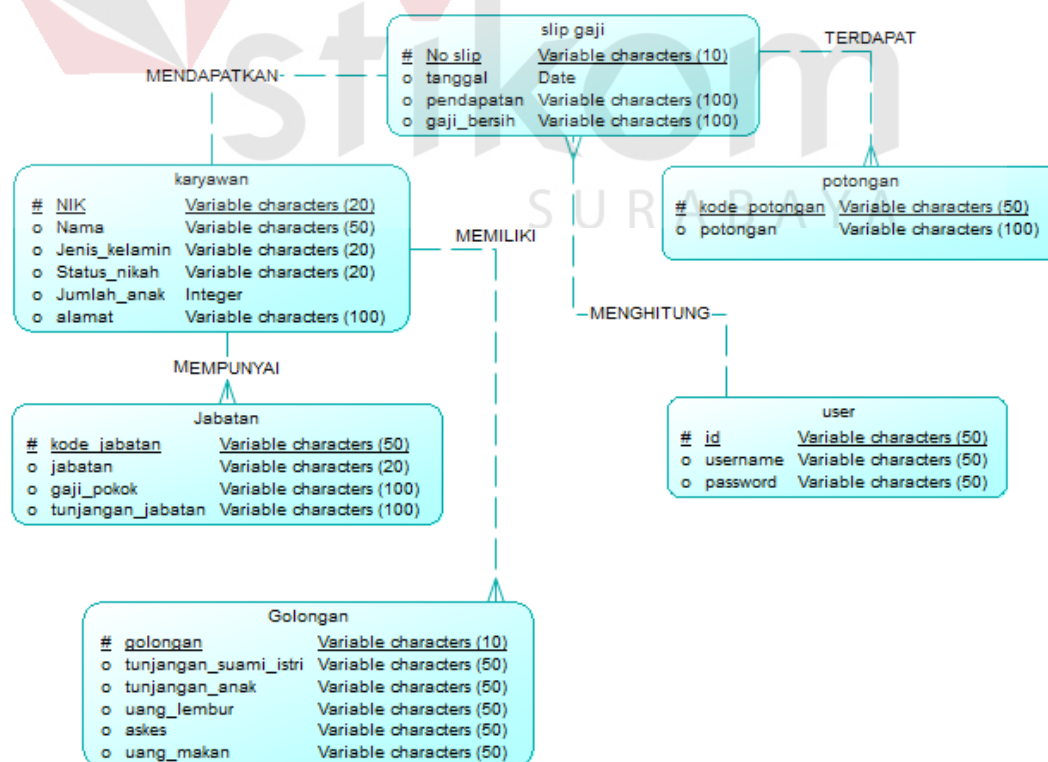 stikom
SURABAYA
slip gaji
# No slip Variable characters (10)
o tanggal Date
o pendapatan Variable characters (100)
o gaji_bersih Variable characters (100)
TERDAPAT
MENDAPATKAN
karyawan
# NIK Variable characters (20)
o Nama Variable characters (50)
o Jenis_kelamin Variable characters (20)
o Status_nikah Variable characters (20)
o Jumlah_anak Integer
o alamat Variable characters (100)
potongan
# kode_potongan Variable characters (50)
o potongan Variable characters (100)
MEMILIKI
MENGHITUNG
MEMPUNYAI
Jabatan
# kode_jabatan Variable characters (50)
o jabatan Variable characters (20)
o gaji_pokok Variable characters (100)
o tunjangan_jabatan Variable characters (100)
user
# id Variable characters (50)
o username Variable characters (50)
o password Variable characters (50)
Golongan
# golongan Variable characters (10)
o tunjangan_suami_istri Variable characters (50)
o tunjangan_anak Variable characters (50)
o uang_lembur Variable characters (50)
o askes Variable characters (50)
o uang_makan Variable characters (50)